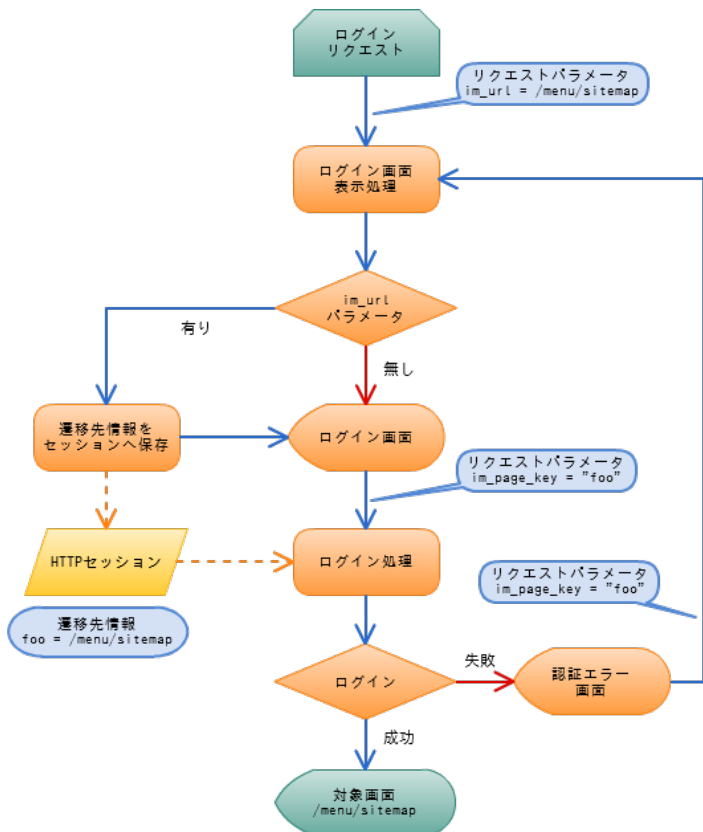 ログイン
リクエスト
リクエストパラメータ
im_url = /menu/sitemap
ログイン画面
表示処理
im_url
パラメータ
有り
無し
遷移先情報を
セッションへ保存
ログイン画面
リクエストパラメータ
im_page_key = ”foo”
HTTPセッション
ログイン処理
リクエストパラメータ
im_page_key = ”foo”
遷移先情報
foo = /menu/sitemap
ログイン
失敗
認証エラー
画面
成功
対象画面
/menu/sitemap